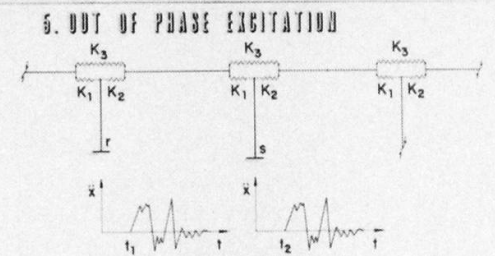 5. OUT OF PHASE EXCITATION
K3 K3 K3
K1 K2 K1 K2 K1 K2
r s
ẍ ẍ
t1 t t2 t